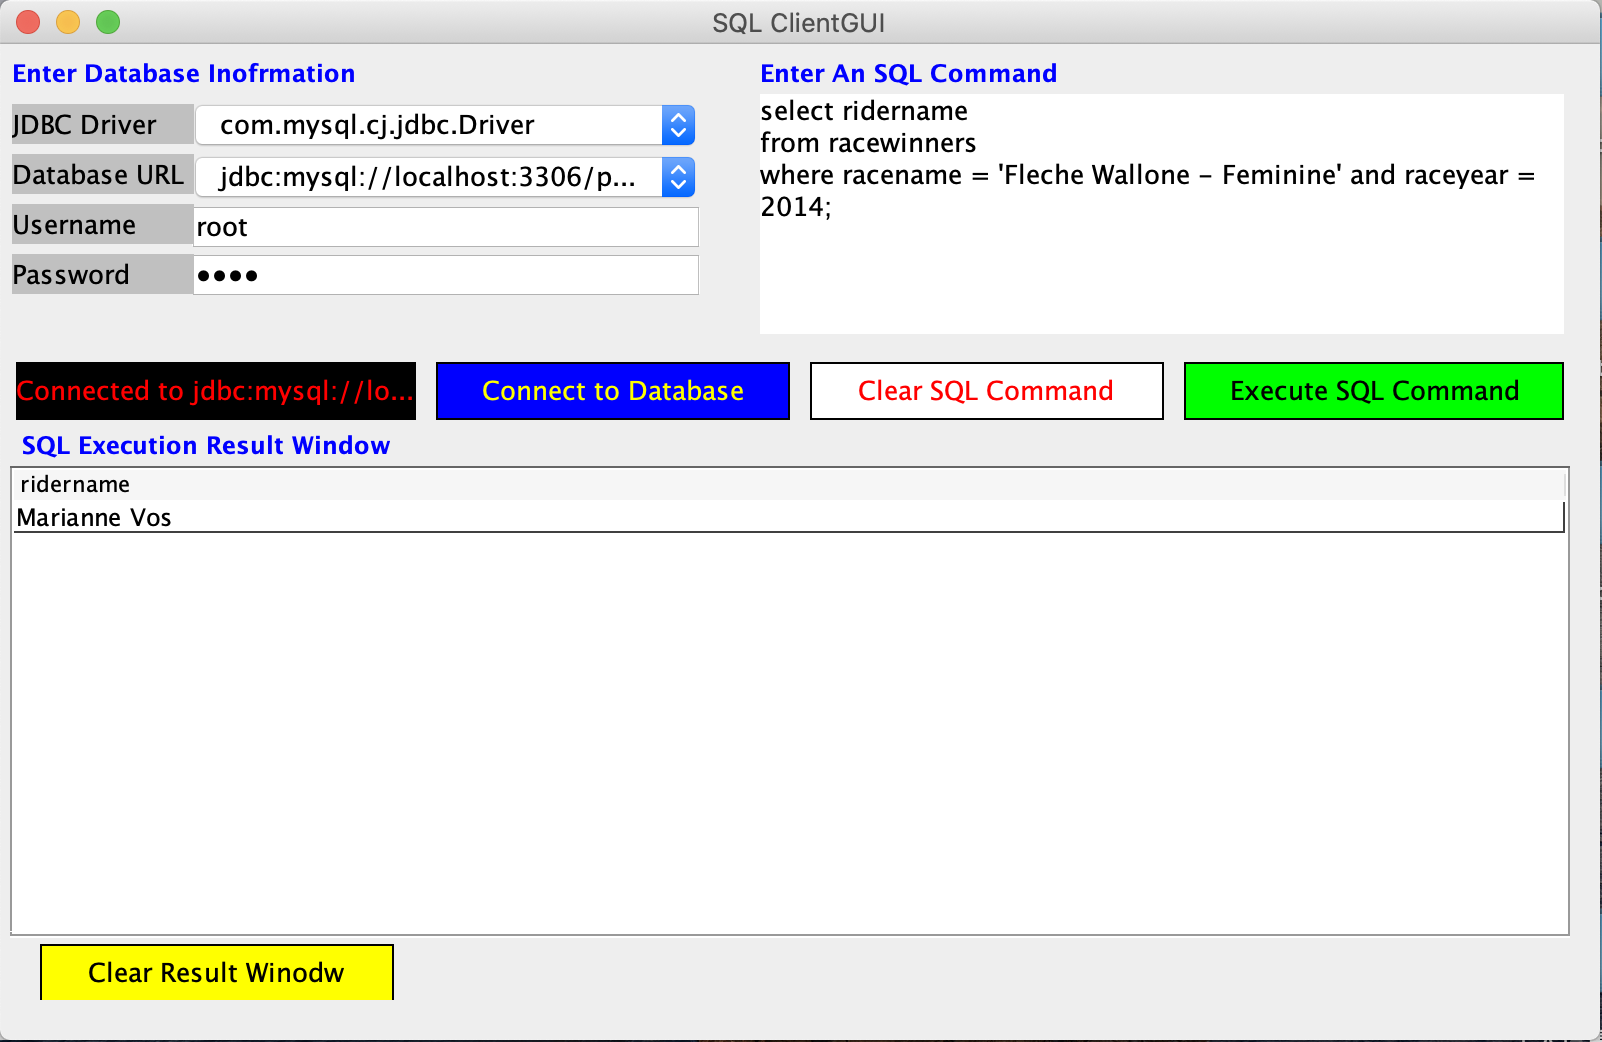 SQL ClientGUI
Enter Database Inofrmation
JDBC Driver
com.mysql.cj.jdbc.Driver
Database URL
jdbc:mysql://localhost:3306/p...
Username
root
Password
••••
Enter An SQL Command
select ridername
from racewinners
where racename = 'Fleche Wallone - Feminine' and raceyear =
2014;
Connected to jdbc:mysql://lo...
Connect to Database
Clear SQL Command
Execute SQL Command
SQL Execution Result Window
ridername
Marianne Vos
Clear Result Winodw